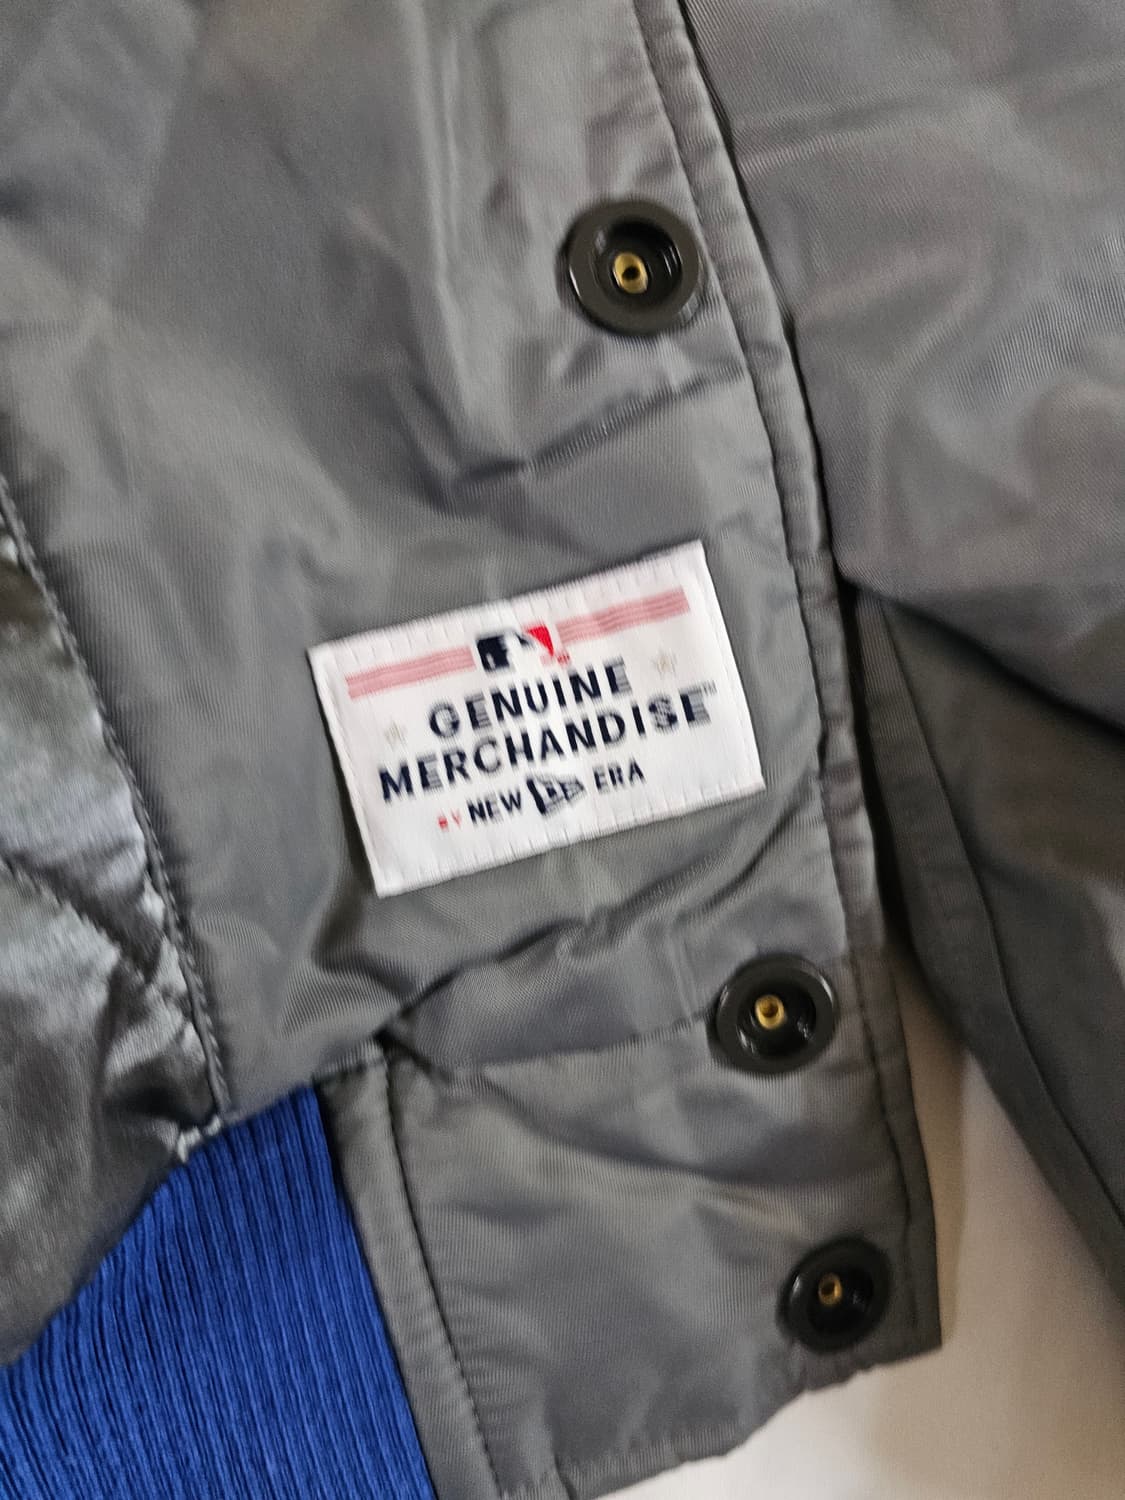 GENUINE
MERCHANDISE™
BY NEW ERA